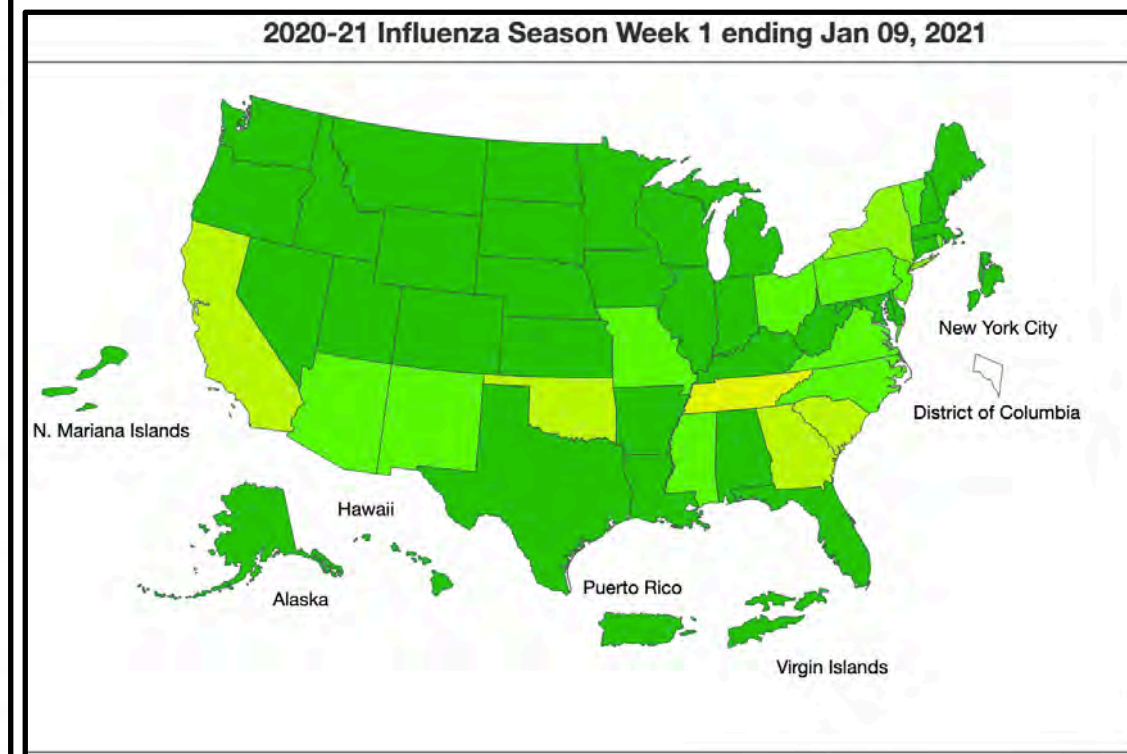 2020-21 Influenza Season Week 1 ending Jan 09, 2021
New York City
District of Columbia
N. Mariana Islands
Hawaii
Alaska
Puerto Rico
Virgin Islands